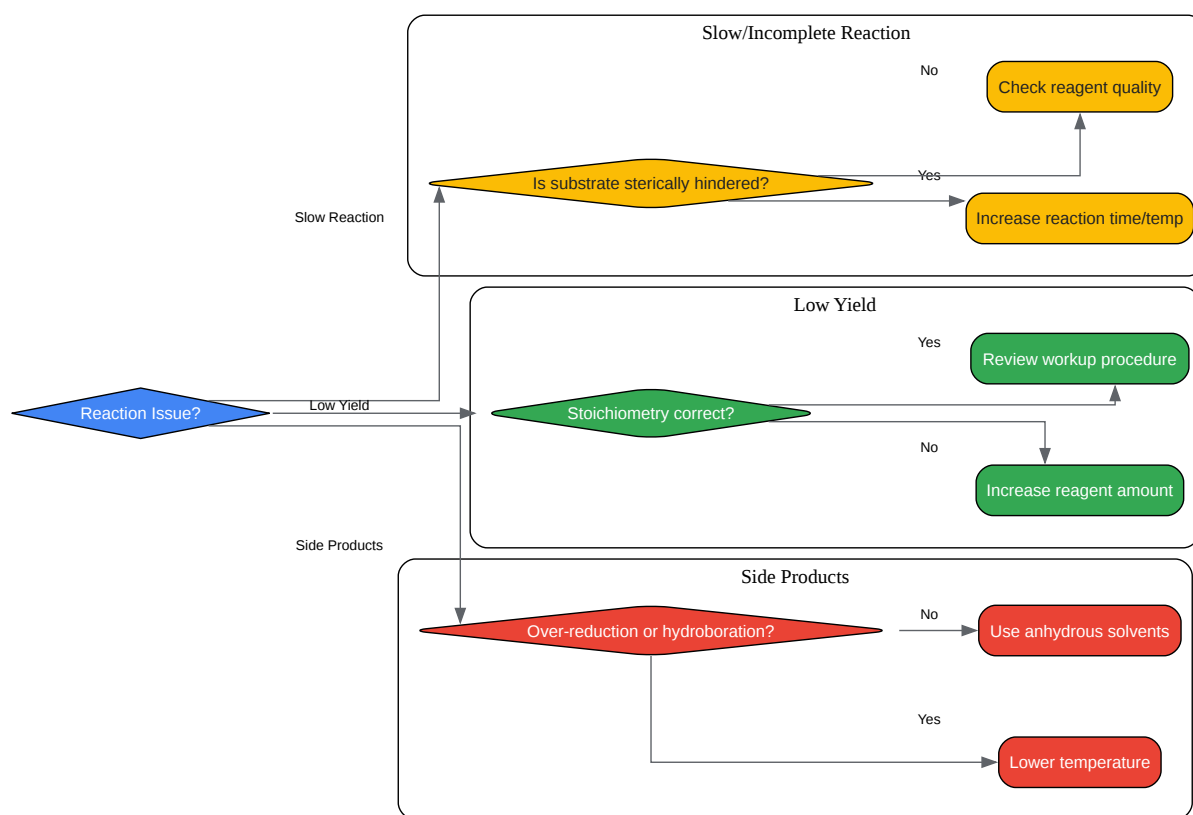 Slow/Incomplete Reaction
No
Check reagent quality
Is substrate sterically hindered?
Yes
Increase reaction time/temp
Slow Reaction
Low Yield
Yes
Review workup procedure
Reaction Issue?
Low Yield
Stoichiometry correct?
No
Increase reagent amount
Side Products
Side Products
No
Over-reduction or hydroboration?
Use anhydrous solvents
Yes
Lower temperature